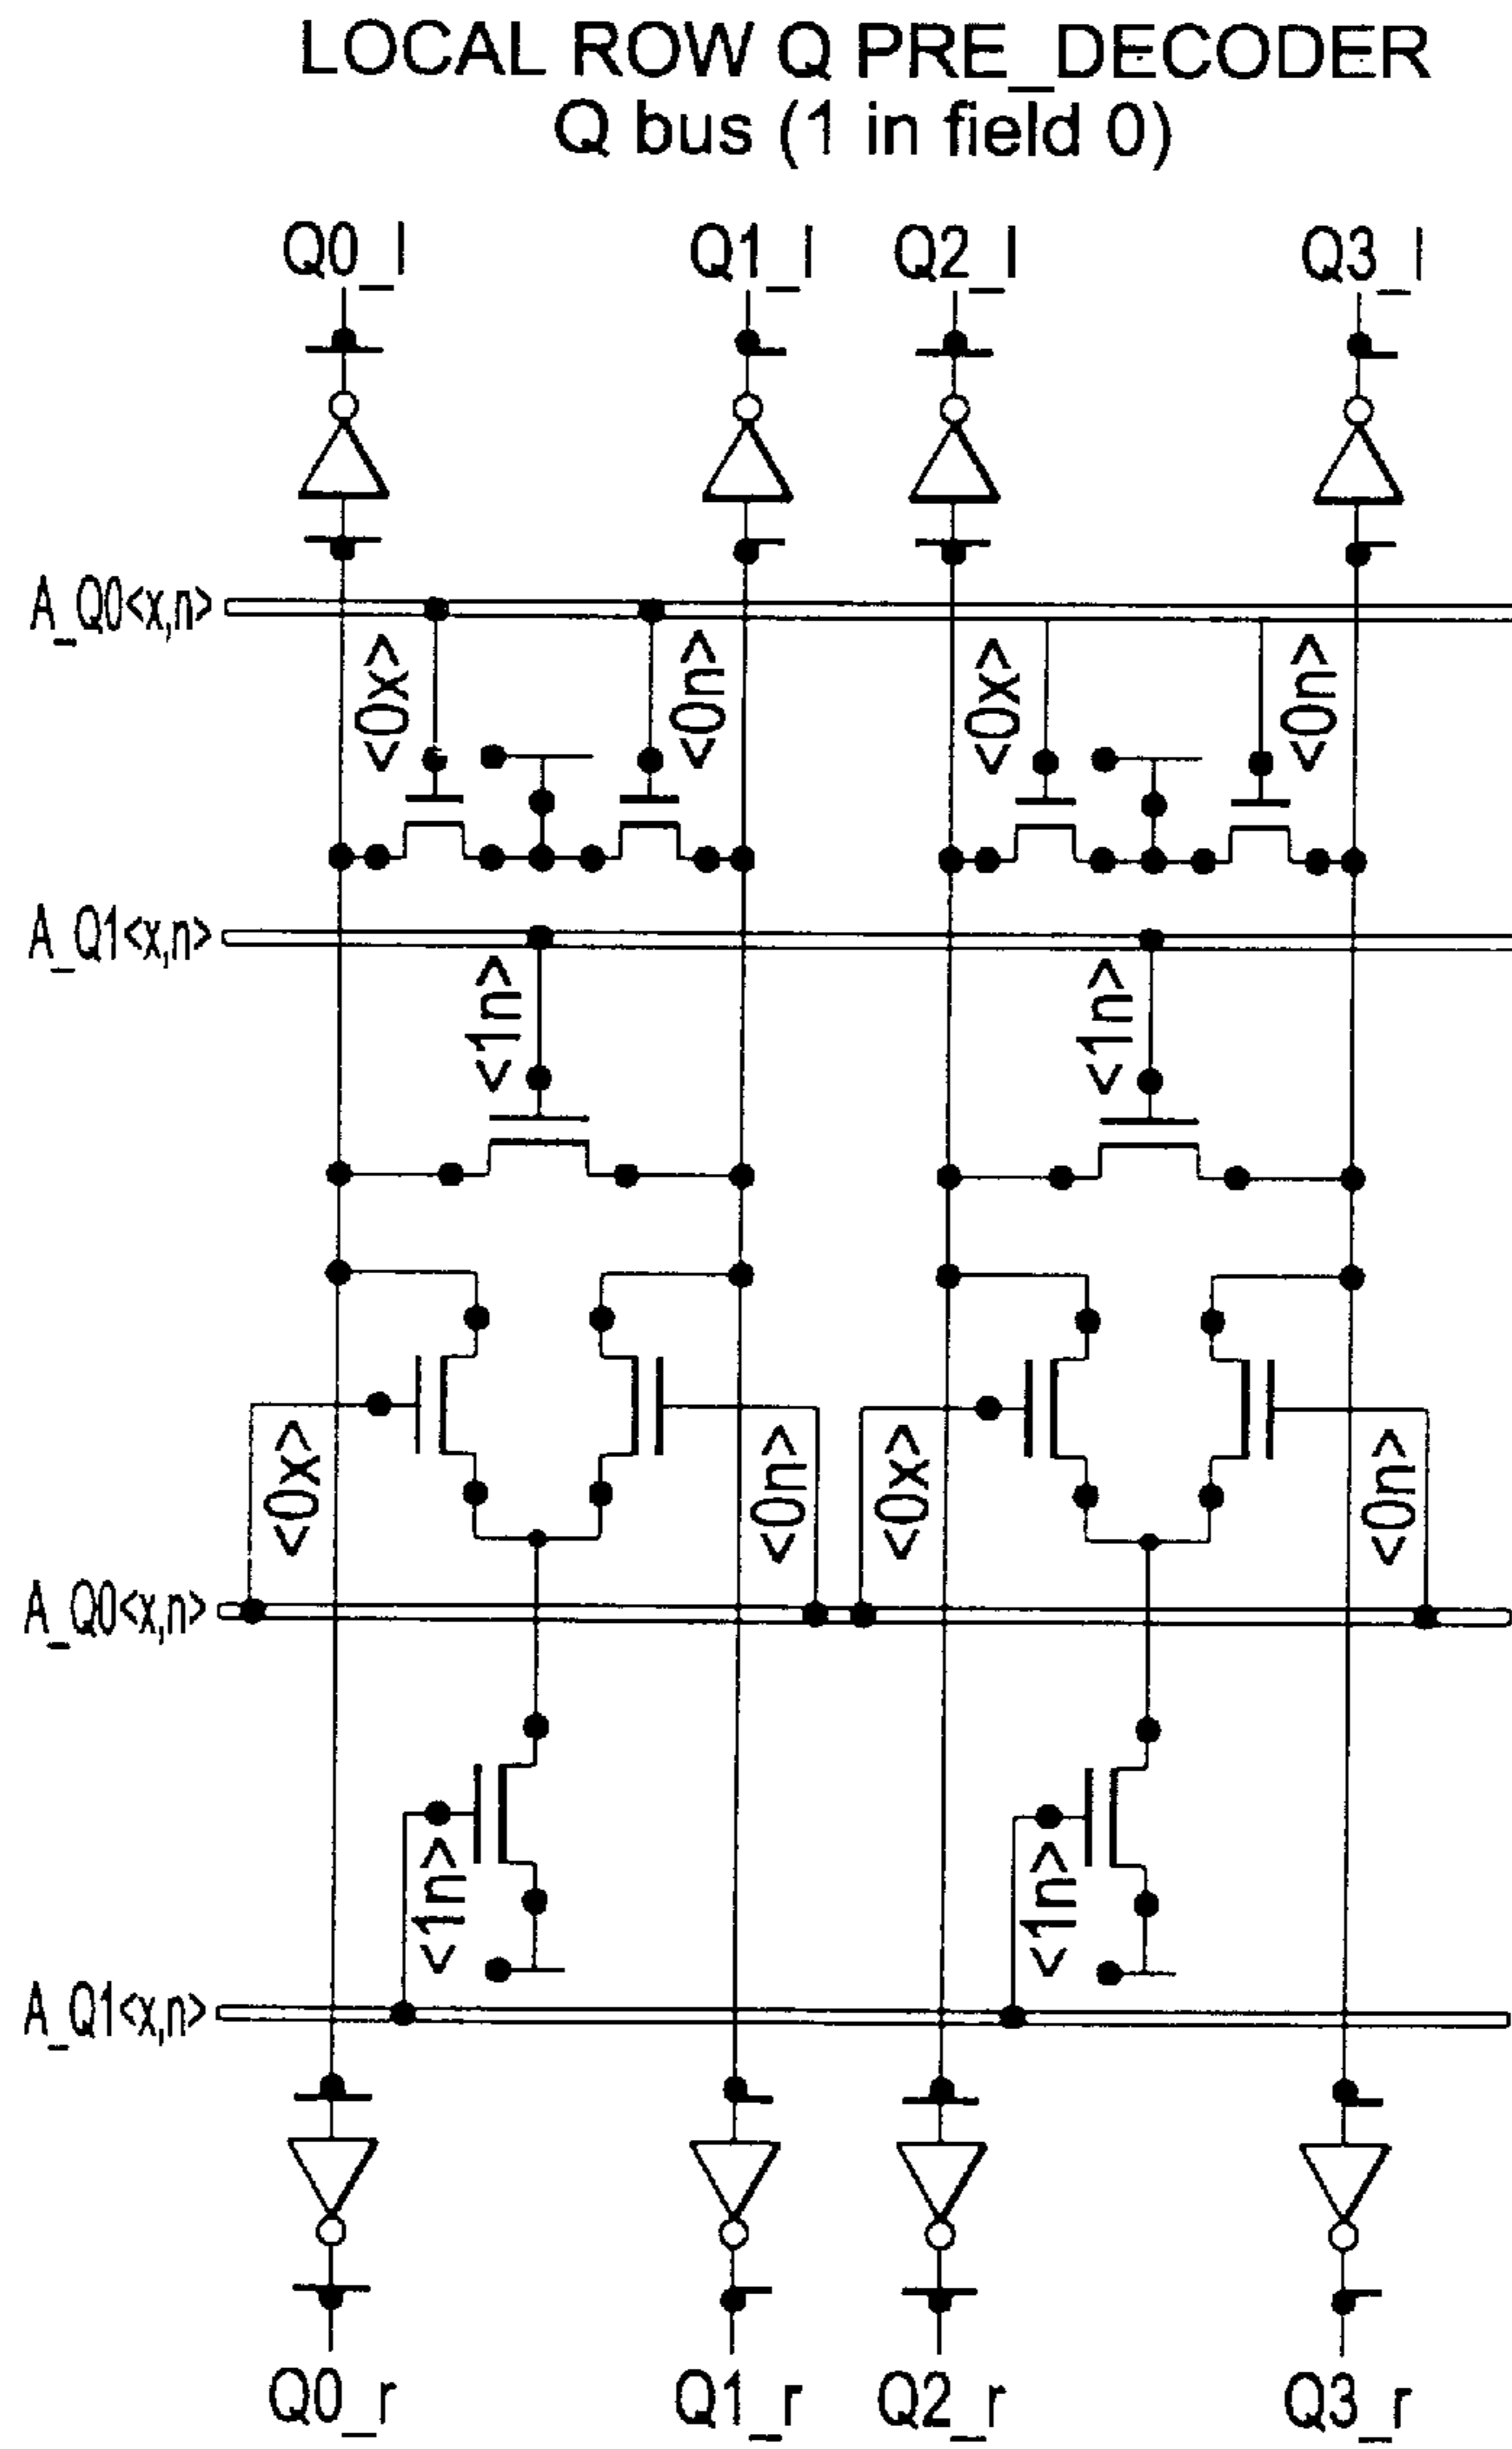 LOCAL ROW Q PRE_DECODER
Q bus (1 in field 0)
Q0_l Q1_l Q2_l Q3_l
A_Q0<x,n>
<0x> <0n> <0x> <0n>
A_Q1<x,n>
<1n> <1n>
<0x> <0n> <0x> <0n>
A_Q0<x,n>
<1n> <1n>
A_Q1<x,n>
Q0_r Q1_r Q2_r Q3_r